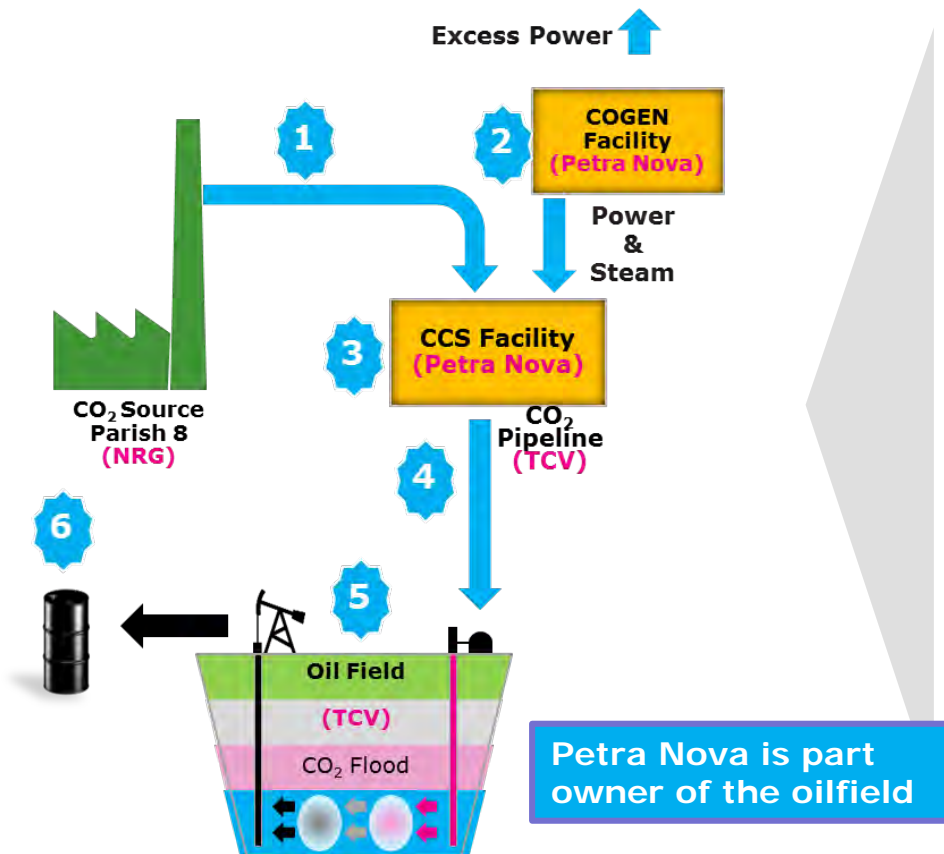 Excess Power
1
2
COGEN
Facility
(Petra Nova)
Power
&
Steam
3
CCS Facility
(Petra Nova)
CO₂ Source
Parish 8
(NRG)
CO₂
Pipeline
(TCV)
4
6
5
Oil Field
(TCV)
CO₂ Flood
Petra Nova is part
owner of the oilfield